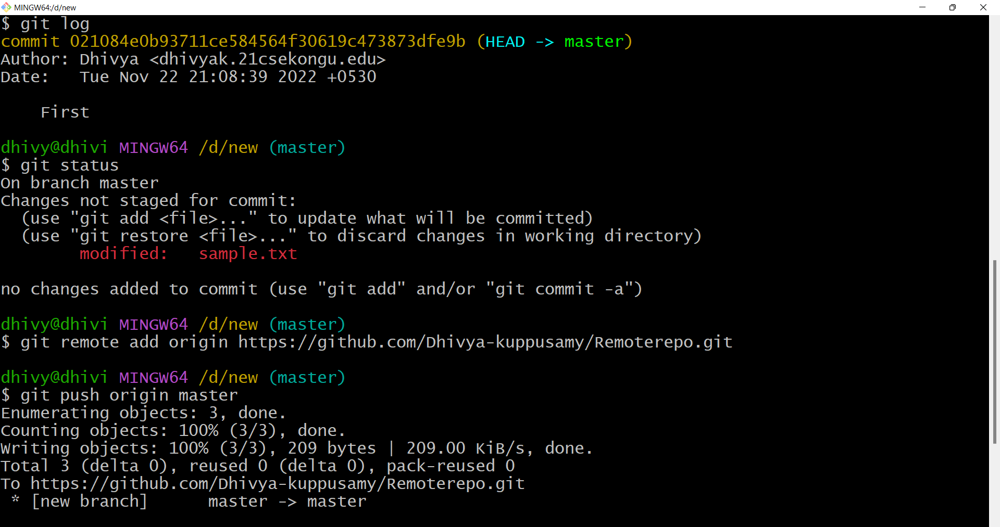 MINGW64:/d/new
$ git log
commit 021084e0b93711ce584564f30619c473873dfe9b (HEAD -> master)
Author: Dhivya <dhivyak.21csekongu.edu>
Date:   Tue Nov 22 21:08:39 2022 +0530
    First
dhivy@dhivi MINGW64 /d/new (master)
$ git status
On branch master
Changes not staged for commit:
  (use "git add <file>..." to update what will be committed)
  (use "git restore <file>..." to discard changes in working directory)
        modified:   sample.txt
no changes added to commit (use "git add" and/or "git commit -a")
dhivy@dhivi MINGW64 /d/new (master)
$ git remote add origin https://github.com/Dhivya-kuppusamy/Remoterepo.git
dhivy@dhivi MINGW64 /d/new (master)
$ git push origin master
Enumerating objects: 3, done.
Counting objects: 100% (3/3), done.
Writing objects: 100% (3/3), 209 bytes | 209.00 KiB/s, done.
Total 3 (delta 0), reused 0 (delta 0), pack-reused 0
To https://github.com/Dhivya-kuppusamy/Remoterepo.git
 * [new branch]      master -> master